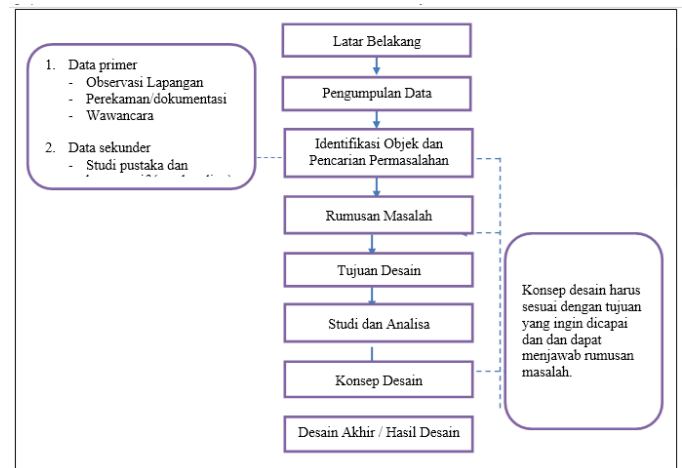 Latar Belakang
1. Data primer
- Observasi Lapangan
- Perekaman/dokumentasi
- Wawancara
2. Data sekunder
- Studi pustaka dan
Pengumpulan Data
Identifikasi Objek dan
Pencarian Permasalahan
Rumusan Masalah
Tujuan Desain
Studi dan Analisa
Konsep Desain
Desain Akhir / Hasil Desain
Konsep desain harus
sesuai dengan tujuan
yang ingin dicapai
dan dan dapat
menjawab rumusan
masalah.